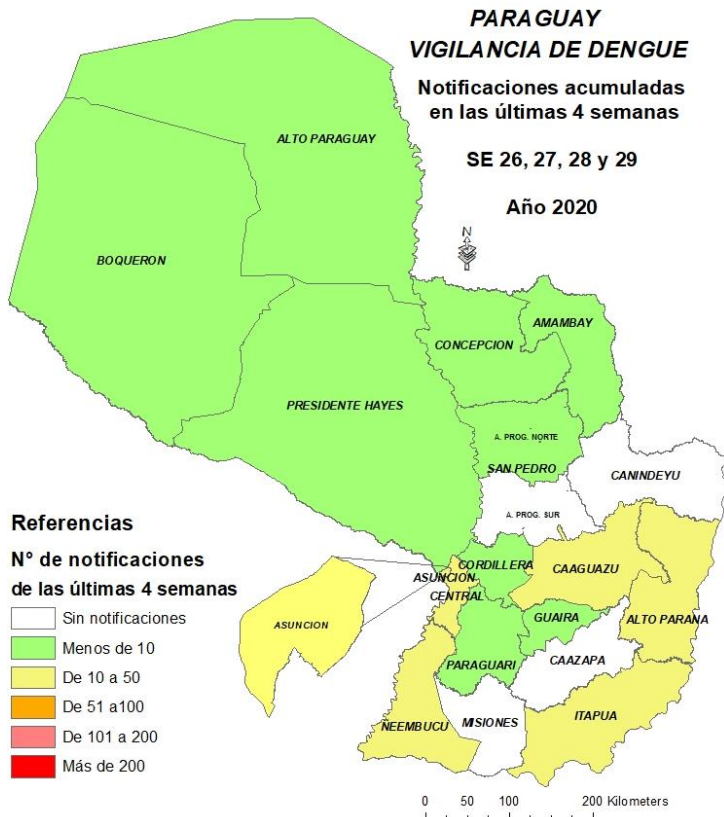 PARAGUAY
VIGILANCIA DE DENGUE
Notificaciones acumuladas
en las últimas 4 semanas
SE 26, 27, 28 y 29
Año 2020
N
ALTO PARAGUAY
BOQUERON
CONCEPCION
AMAMBAY
PRESIDENTE HAYES
A. PROG. NORTE
SAN PEDRO
CANINDEYU
A. PROG. SUR
CORDILLERA
ASUNCION
CENTRAL
CAAGUAZU
ALTO PARANA
GUAIRA
PARAGUARI
CAAZAPA
ÑEEMBUCU
MISIONES
ITAPUA
ASUNCION
Referencias
N° de notificaciones
de las últimas 4 semanas
Sin notificaciones
Menos de 10
De 10 a 50
De 51 a100
De 101 a 200
Más de 200
0 50 100 200 Kilometers